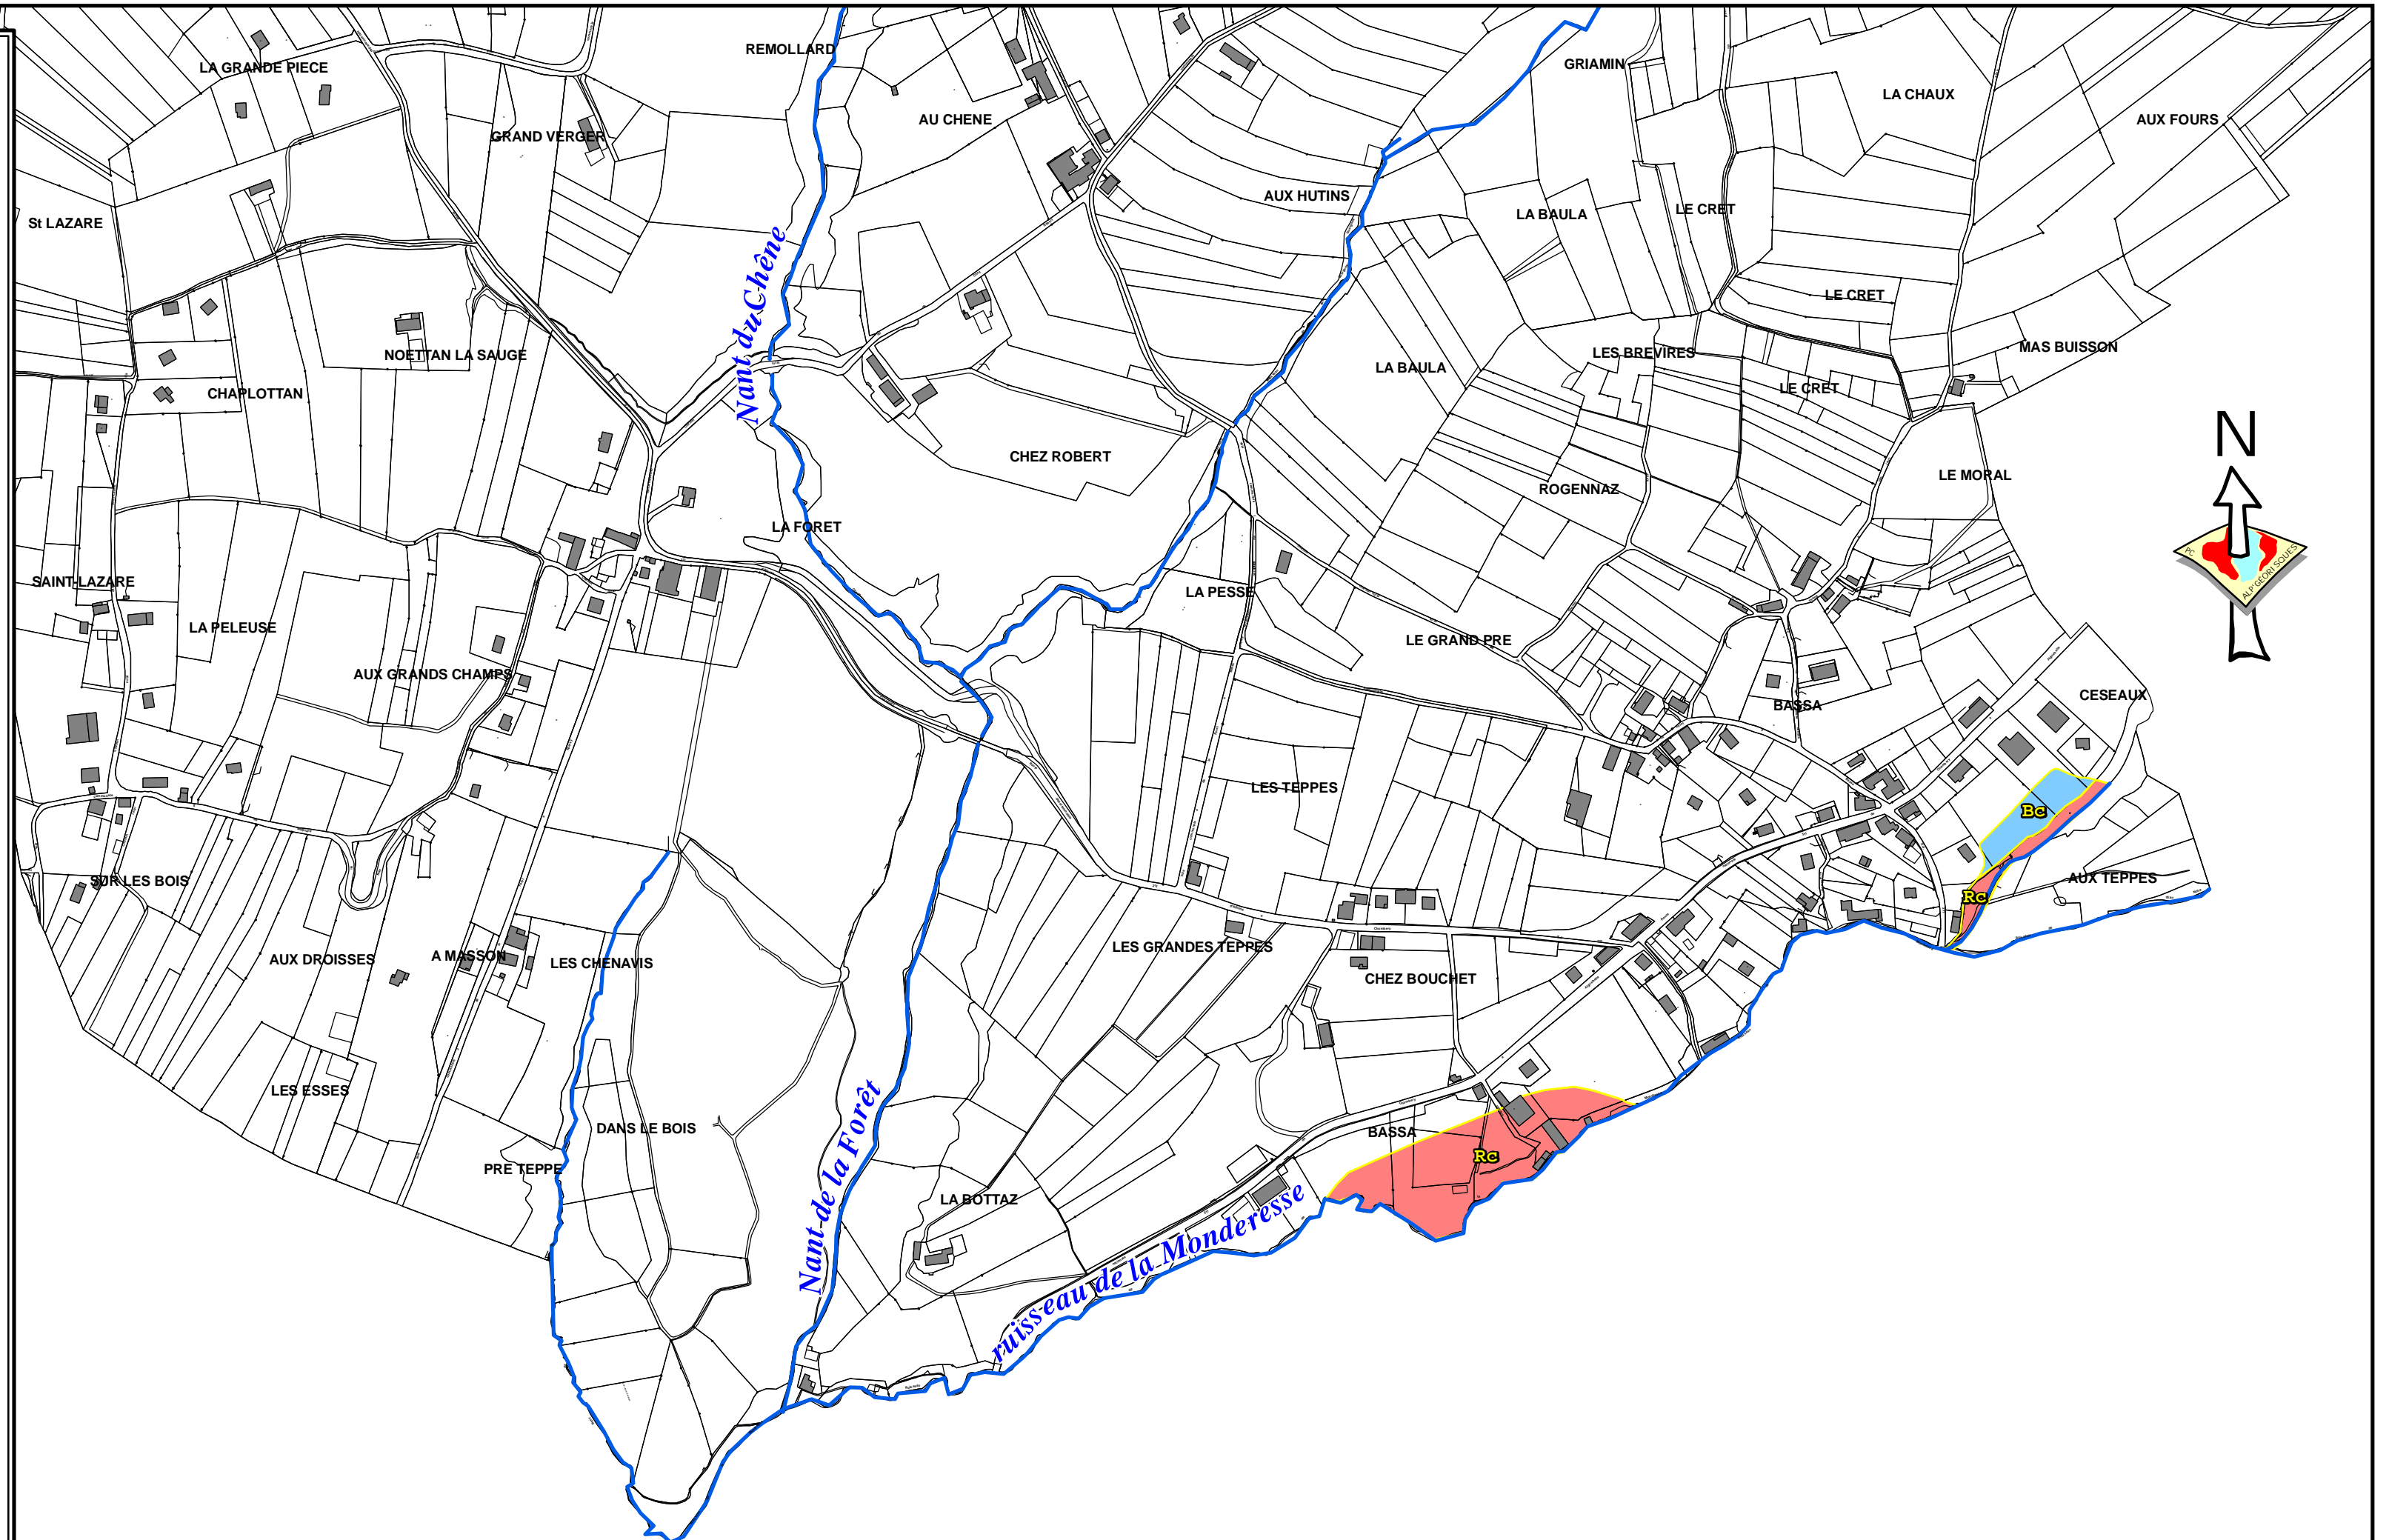 REMOLLARD
GRIAMIN
LA GRANDE PIECE
LA CHAUX
AU CHENE
AUX FOURS
GRAND VERGER
AUX HUTINS
LA BAULA
LE CRET
St LAZARE
Nant du Chêne
LE CRET
MAS BUISSON
NOETTAN LA SAUGE
LES BREVIRES
LA BAULA
CHAPLOTTAN
LE CRET
N
CHEZ ROBERT
LE MORAL
ROGENNAZ
LA FORET
PC
ALP'GEORISQUES
SAINT-LAZARE
LA PESSE
LA PELEUSE
LE GRAND PRE
AUX GRANDS CHAMPS
CESEAUX
BASSA
LES TEPPES
Bc
SUR LES BOIS
AUX TEPPES
Rc
LES GRANDES TEPPES
AUX DROISSES
A MASSON
LES CHENAVIS
CHEZ BOUCHET
LES ESSES
DANS LE BOIS
BASSA
Rc
PRE TEPPE
Nant de la Forêt
LA BOTTAZ
ruisseau de la Monderesse